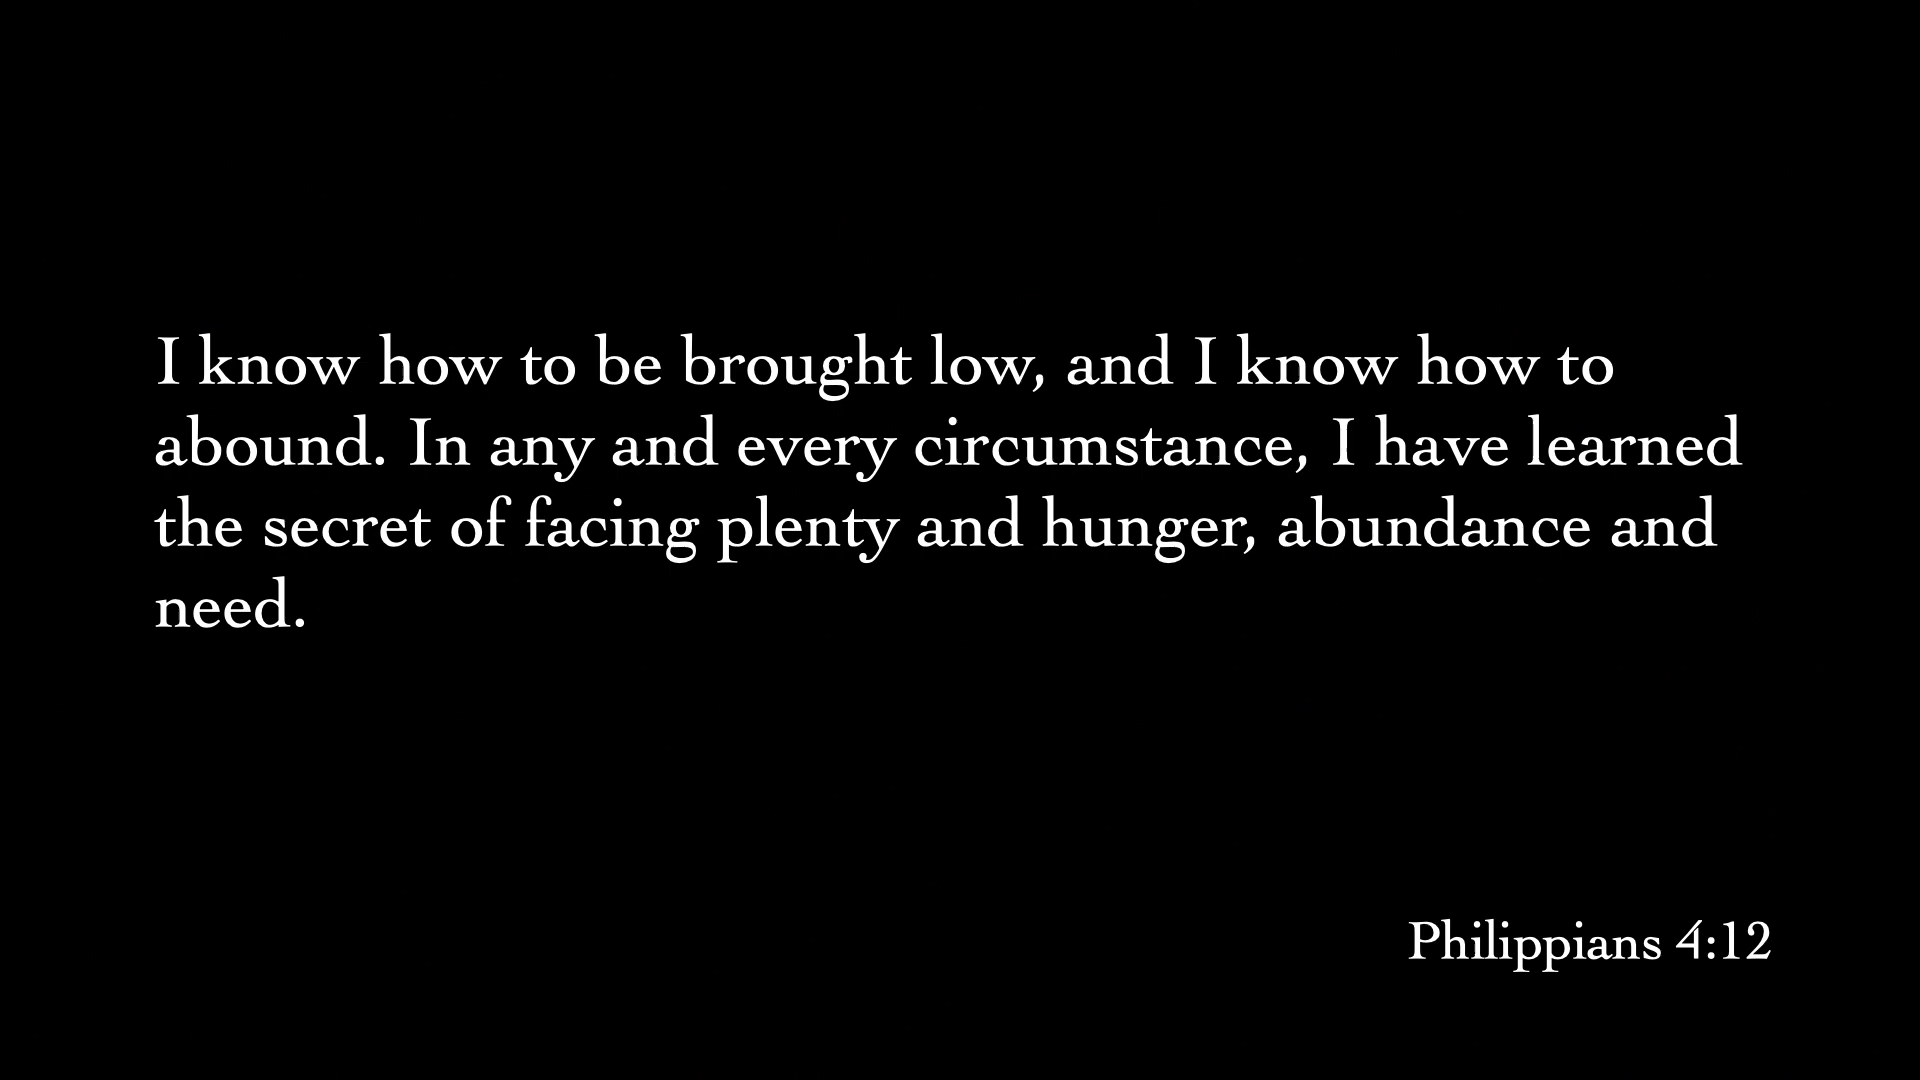 I know how to be brought low, and I know how to
abound. In any and every circumstance, I have learned
the secret of facing plenty and hunger, abundance and
need.
Philippians 4:12